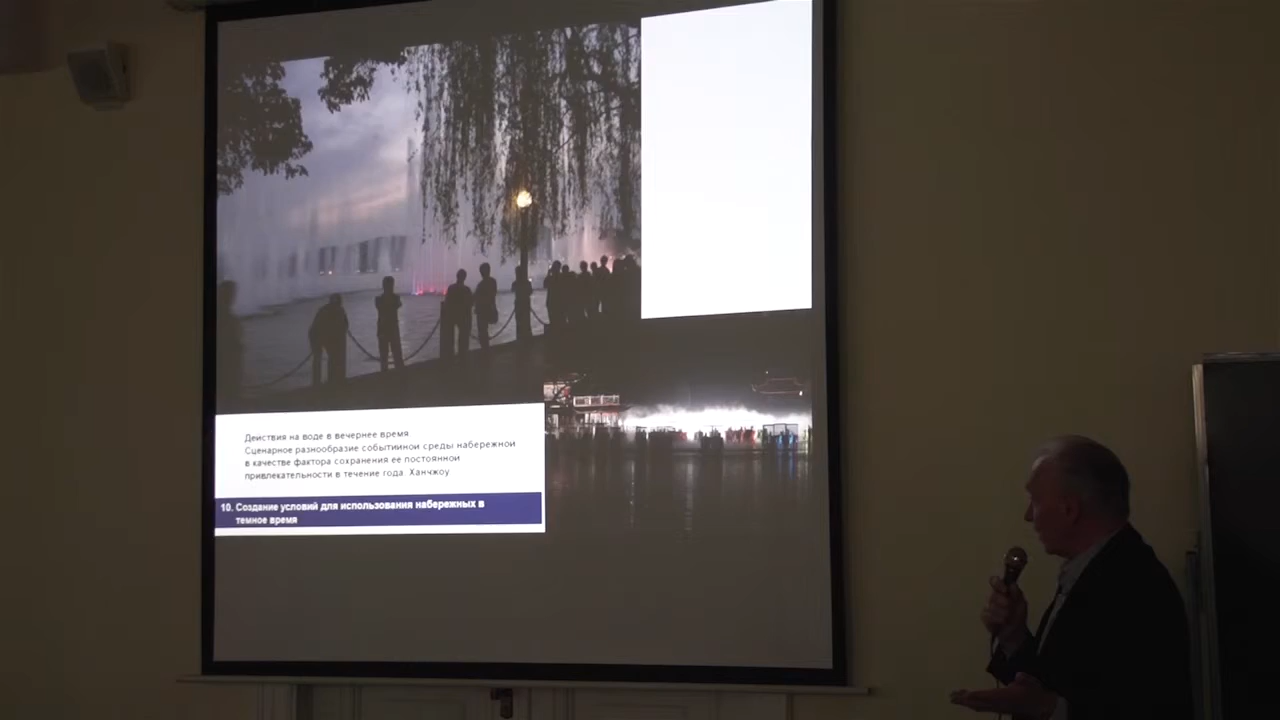 Действия на воде в вечернее время
Сценарное разнообразие событийной среды набережной
в качестве фактора сохранения ее постоянной
привлекательности в течение года. Ханчжоу
10. Создание условий для использования набережных в
темное время